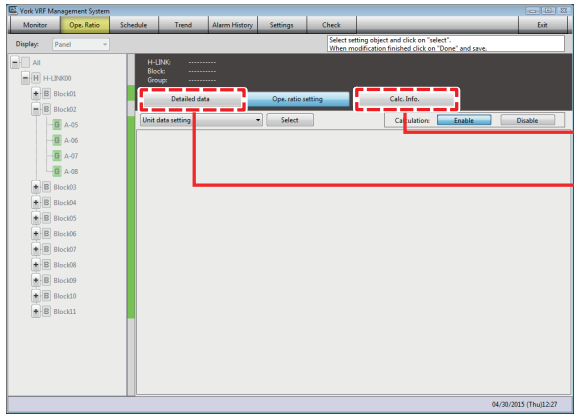 York VRF Management System
Monitor Ope. Ratio Schedule Trend Alarm History Settings Check Exit
Display: Panel
Select setting object and click on "select".
When modification finished click on "Done" and save.
All
H H-LINK00
B Block01
B Block02
G A-05
G A-06
G A-07
G A-08
B Block03
B Block04
B Block05
B Block06
B Block07
B Block08
B Block09
B Block10
B Block11
H-LINK: ----------
Block: ----------
Group: ----------
Detailed data Ope. ratio setting Calc. Info.
Unit data setting Select Calculation: Enable Disable
04/30/2015 (Thu)12:27